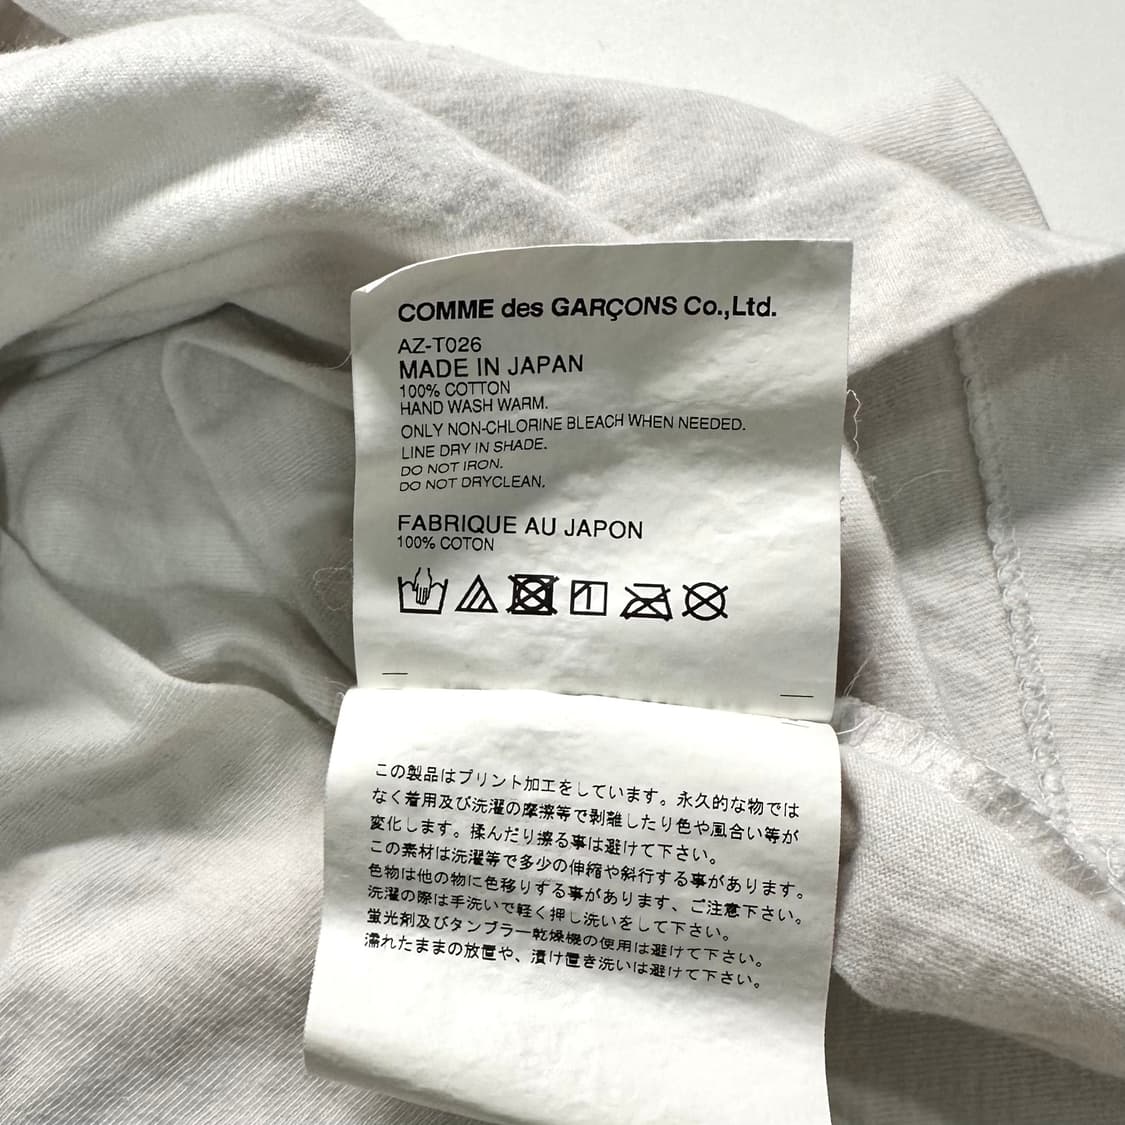 COMME des GARÇONS Co.,Ltd.
AZ-T026
MADE IN JAPAN
100% COTTON
HAND WASH WARM.
ONLY NON-CHLORINE BLEACH WHEN NEEDED.
LINE DRY IN SHADE.
DO NOT IRON.
DO NOT DRYCLEAN.
FABRIQUE AU JAPON
100% COTON
この製品はプリント加工をしています。永久的な物では
なく着用及び洗濯の摩擦等で剥離したり色や風合い等が
変化します。揉んだり擦る事は避けて下さい。
この素材は洗濯等で多少の伸縮や斜行する事があります。
色物は他の物に色移りする事があります、ご注意下さい。
洗濯の際は手洗いで軽く押し洗いをして下さい。
蛍光剤及びタンブラー乾燥機の使用は避けて下さい。
濡れたままの放置や、漬け置き洗いは避けて下さい。